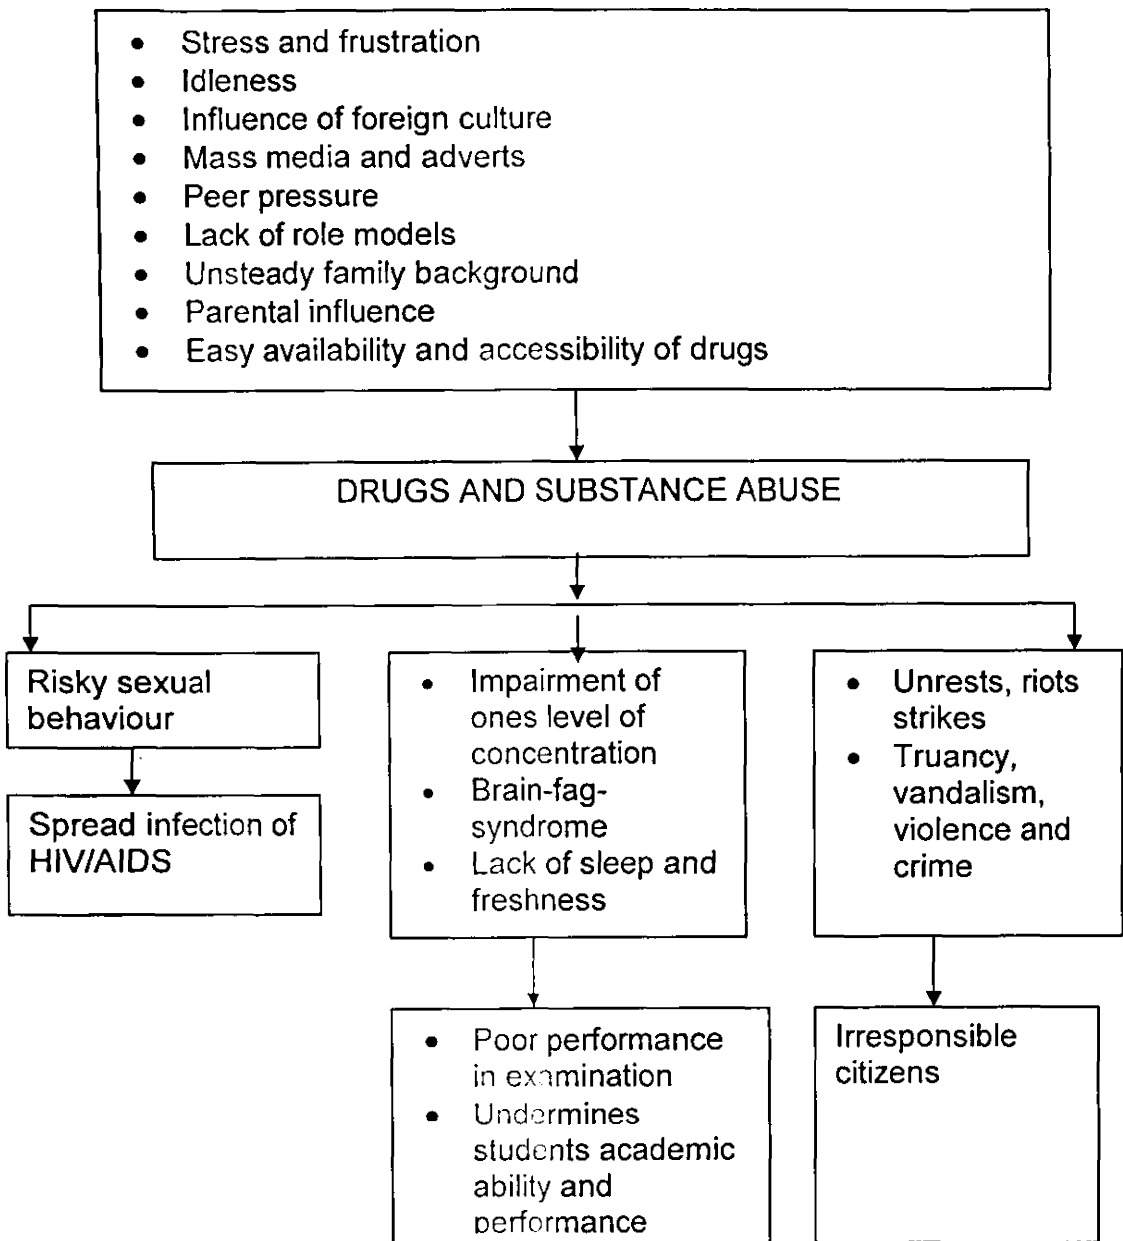 • Stress and frustration
• Idleness
• Influence of foreign culture
• Mass media and adverts
• Peer pressure
• Lack of role models
• Unsteady family background
• Parental influence
• Easy availability and accessibility of drugs
DRUGS AND SUBSTANCE ABUSE
Risky sexual
behaviour
Spread infection of
HIV/AIDS
• Impairment of
ones level of
concentration
• Brain-fag-
syndrome
• Lack of sleep and
freshness
• Unrests, riots
strikes
• Truancy,
vandalism,
violence and
crime
• Poor performance
in examination
• Undermines
students academic
ability and
performance
Irresponsible
citizens